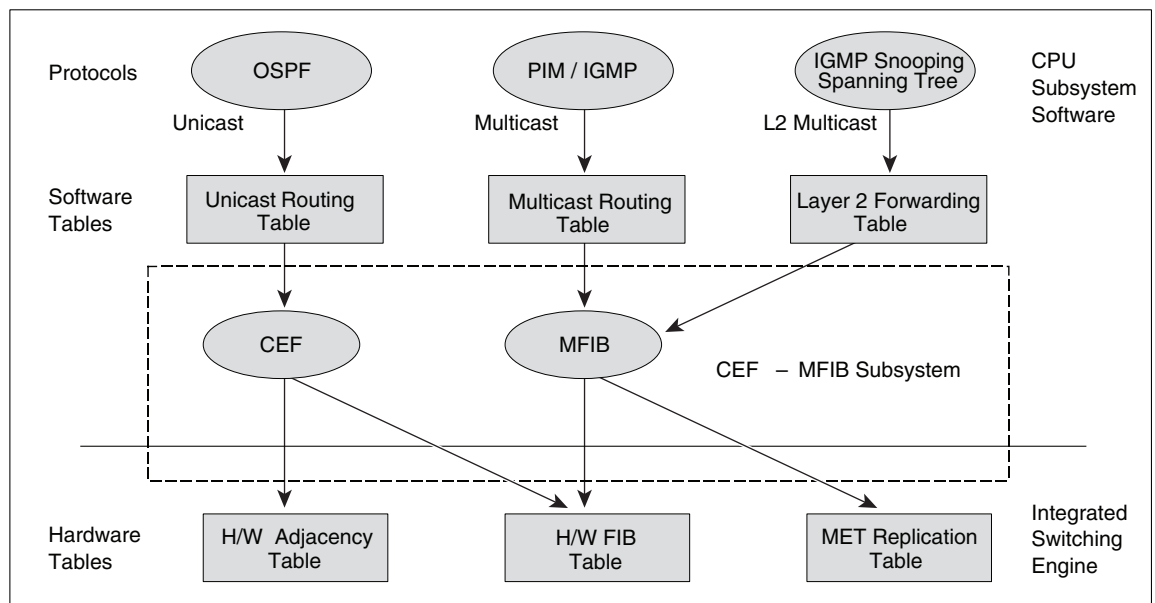 Protocols
OSPF
PIM / IGMP
IGMP Snooping
Spanning Tree
CPU
Subsystem
Software
Unicast
Multicast
L2 Multicast
Software
Tables
Unicast Routing
Table
Multicast Routing
Table
Layer 2 Forwarding
Table
CEF
MFIB
CEF – MFIB Subsystem
Hardware
Tables
H/W Adjacency
Table
H/W FIB
Table
MET Replication
Table
Integrated
Switching
Engine